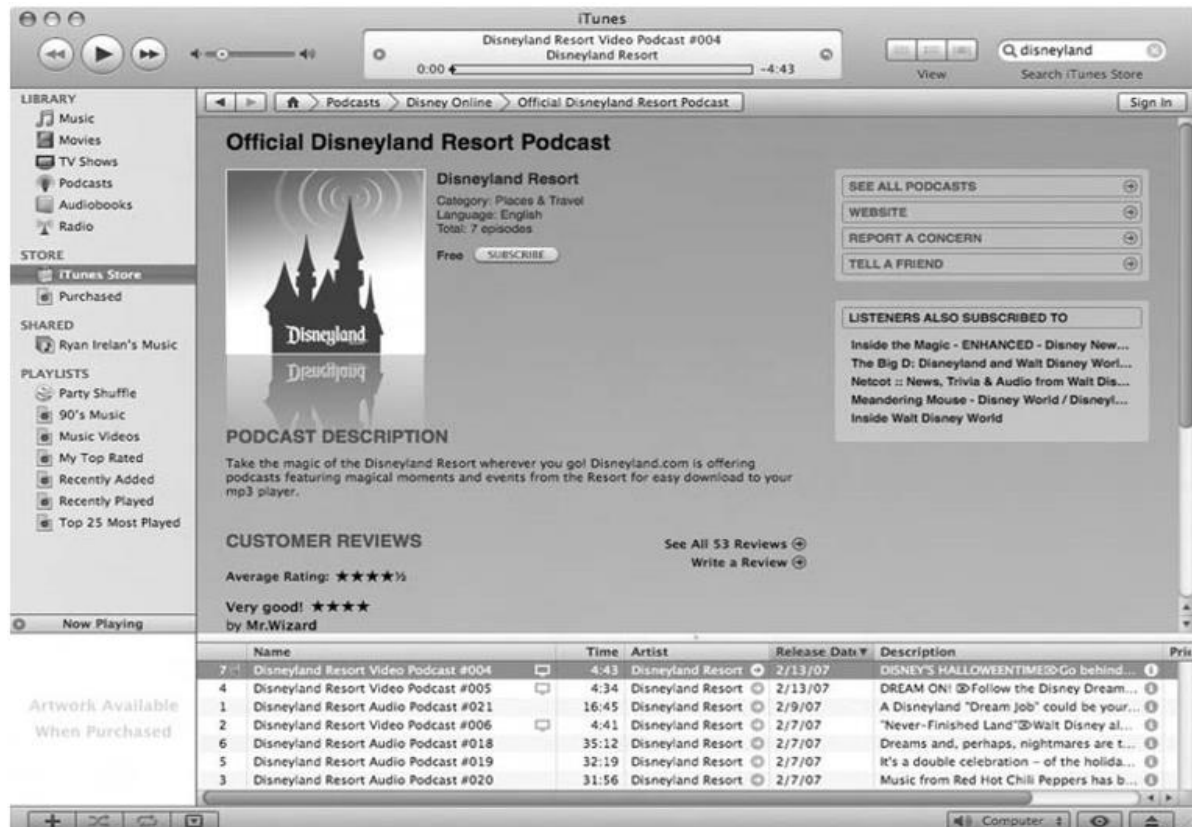 iTunes
Disneyland Resort Video Podcast #004
Disneyland Resort
0:00
-4:43
View
disneyland
Search iTunes Store
LIBRARY
Music
Movies
TV Shows
Podcasts
Audiobooks
Radio
STORE
iTunes Store
Purchased
SHARED
Ryan Irelan's Music
PLAYLISTS
Party Shuffle
90's Music
Music Videos
My Top Rated
Recently Added
Recently Played
Top 25 Most Played
Now Playing
Artwork Available
When Purchased
Podcasts Disney Online Official Disneyland Resort Podcast
Sign In
Official Disneyland Resort Podcast
Disneyland
Disneyland Resort
Category: Places & Travel
Language: English
Total: 7 episodes
Free SUBSCRIBE
SEE ALL PODCASTS
WEBSITE
REPORT A CONCERN
TELL A FRIEND
LISTENERS ALSO SUBSCRIBED TO
Inside the Magic - ENHANCED - Disney New...
The Big D: Disneyland and Walt Disney Worl...
Netcot :: News, Trivia & Audio from Walt Dis...
Meandering Mouse - Disney World / Disneyl...
Inside Walt Disney World
PODCAST DESCRIPTION
Take the magic of the Disneyland Resort wherever you go! Disneyland.com is offering
podcasts featuring magical moments and events from the Resort for easy download to your
mp3 player.
CUSTOMER REVIEWS
See All 53 Reviews
Write a Review
Average Rating: ★★★★½
Very good! ★★★★
by Mr.Wizard
Name Time Artist Release Date Description Pric
7 Disneyland Resort Video Podcast #004 4:43 Disneyland Resort 2/13/07 DISNEY'S HALLOWEENTIME Go behind...
4 Disneyland Resort Video Podcast #005 4:34 Disneyland Resort 2/13/07 DREAM ON! Follow the Disney Dream...
1 Disneyland Resort Audio Podcast #021 16:45 Disneyland Resort 2/9/07 A Disneyland "Dream Job" could be your...
2 Disneyland Resort Video Podcast #006 4:41 Disneyland Resort 2/7/07 "Never-Finished Land" Walt Disney al...
6 Disneyland Resort Audio Podcast #018 35:12 Disneyland Resort 2/7/07 Dreams and, perhaps, nightmares are t...
5 Disneyland Resort Audio Podcast #019 32:19 Disneyland Resort 2/7/07 It's a double celebration – of the holida...
3 Disneyland Resort Audio Podcast #020 31:56 Disneyland Resort 2/7/07 Music from Red Hot Chili Peppers has b...
Computer